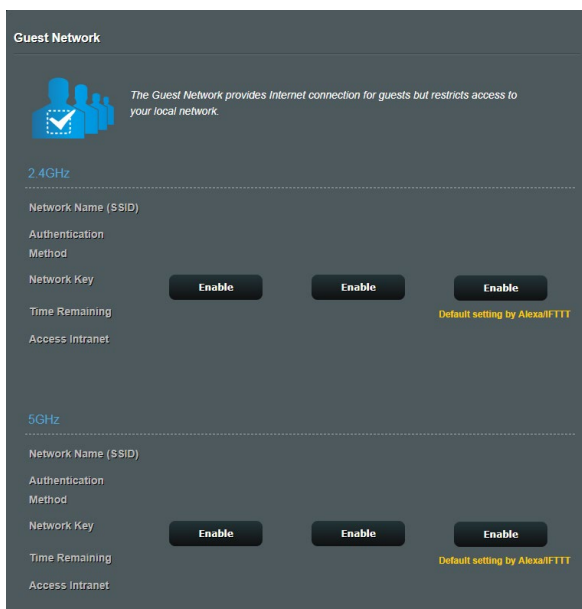 Guest Network
The Guest Network provides Internet connection for guests but restricts access to
your local network.
2.4GHz
Network Name (SSID)
Authentication
Method
Network Key
Enable Enable Enable
Time Remaining
Default setting by Alexa/IFTTT
Access Intranet
5GHz
Network Name (SSID)
Authentication
Method
Network Key
Enable Enable Enable
Time Remaining
Default setting by Alexa/IFTTT
Access Intranet